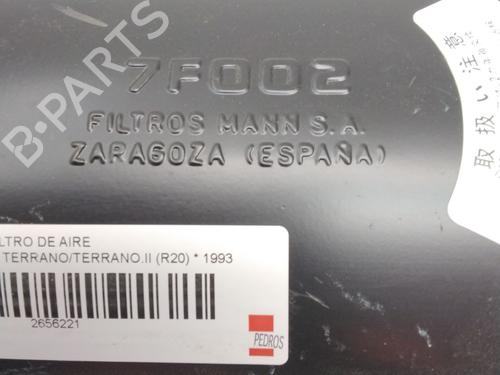 7F002
FILTROS MANN S.A.
ZARAGOZA (ESPAÑA)
取扱い注意
LTRO DE AIRE
TERRANO/TERRANO.II (R20) * 1993
2656221
PEDROS
B-PARTS